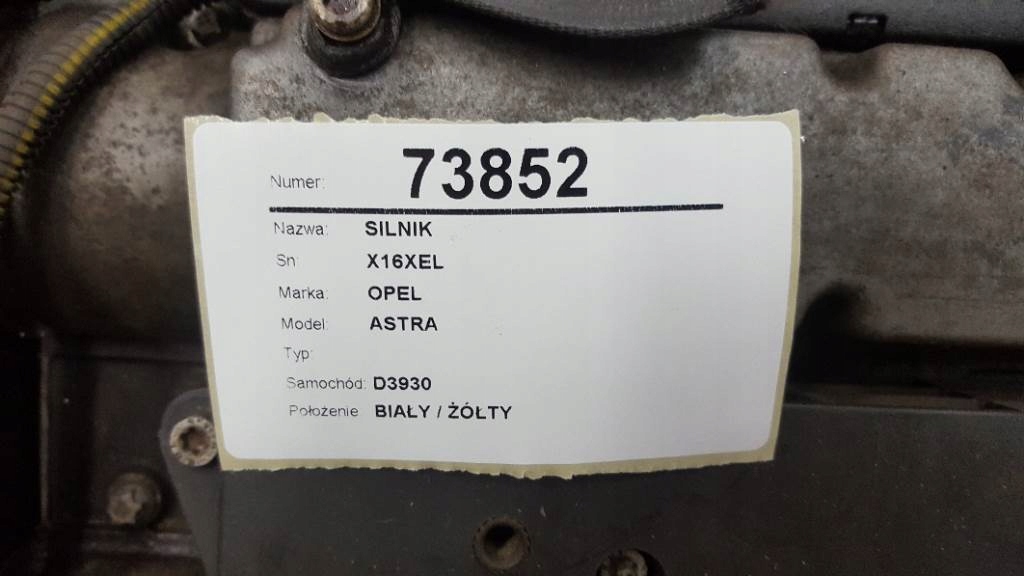 Numer: 73852
Nazwa: SILNIK
Sn X16XEL
Marka: OPEL
Model: ASTRA
Typ:
Samochód: D3930
Położenie BIAŁY / ŻÓŁTY